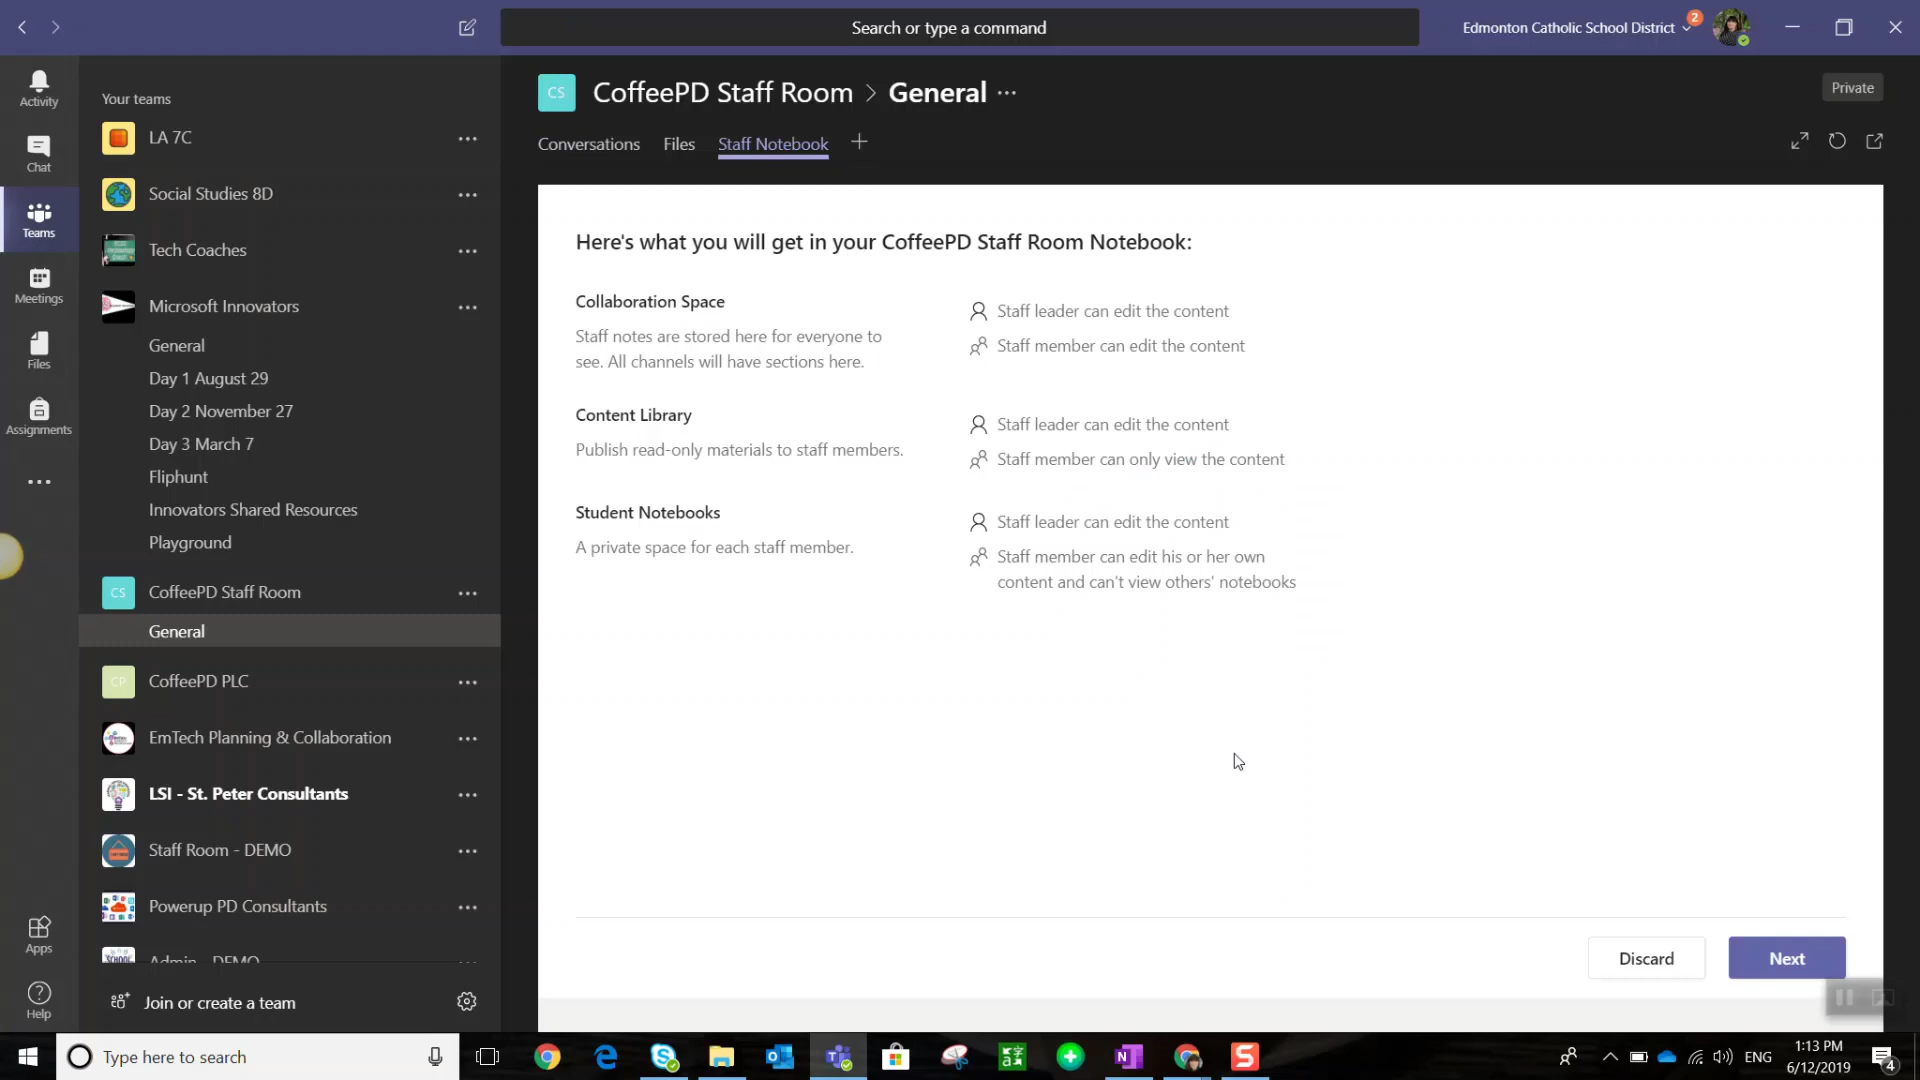 Search or type a command
Edmonton Catholic School District
2
Activity
Chat
Teams
Meetings
Files
Assignments
Apps
Help
Your teams
LA 7C
Social Studies 8D
Tech Coaches
Microsoft Innovators
General
Day 1 August 29
Day 2 November 27
Day 3 March 7
Fliphunt
Innovators Shared Resources
Playground
CS
CoffeePD Staff Room
General
CP
CoffeePD PLC
EmTech Planning & Collaboration
LSI - St. Peter Consultants
Staff Room - DEMO
Powerup PD Consultants
Admin - DEMO
Join or create a team
CS
CoffeePD Staff Room > General
Private
Conversations
Files
Staff Notebook
Here's what you will get in your CoffeePD Staff Room Notebook:
Collaboration Space
Staff notes are stored here for everyone to
see. All channels will have sections here.
Staff leader can edit the content
Staff member can edit the content
Content Library
Publish read-only materials to staff members.
Staff leader can edit the content
Staff member can only view the content
Student Notebooks
A private space for each staff member.
Staff leader can edit the content
Staff member can edit his or her own
content and can't view others' notebooks
Discard
Next
Type here to search
ENG
1:13 PM
6/12/2019
4